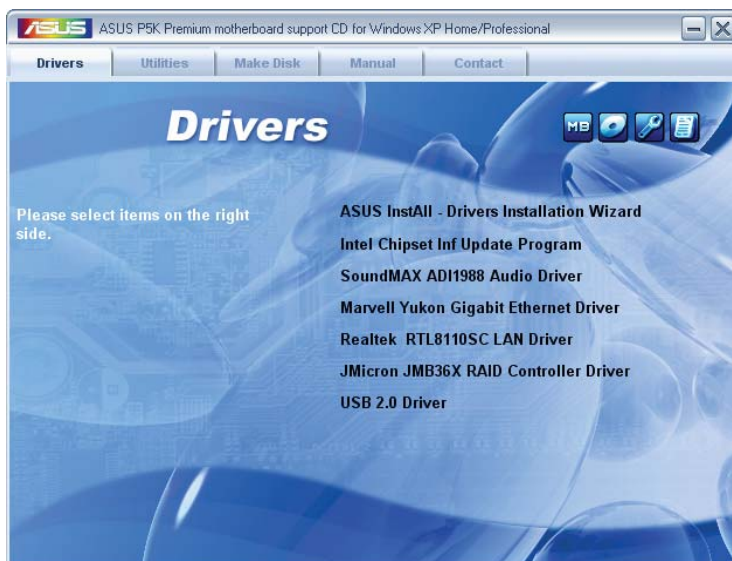 ASUS ASUS P5K Premium motherboard support CD for Windows XP Home/Professional
Drivers Utilities Make Disk Manual Contact
Drivers
MB
Please select items on the right
side.
ASUS InstAll - Drivers Installation Wizard
Intel Chipset Inf Update Program
SoundMAX ADI1988 Audio Driver
Marvell Yukon Gigabit Ethernet Driver
Realtek RTL8110SC LAN Driver
JMicron JMB36X RAID Controller Driver
USB 2.0 Driver